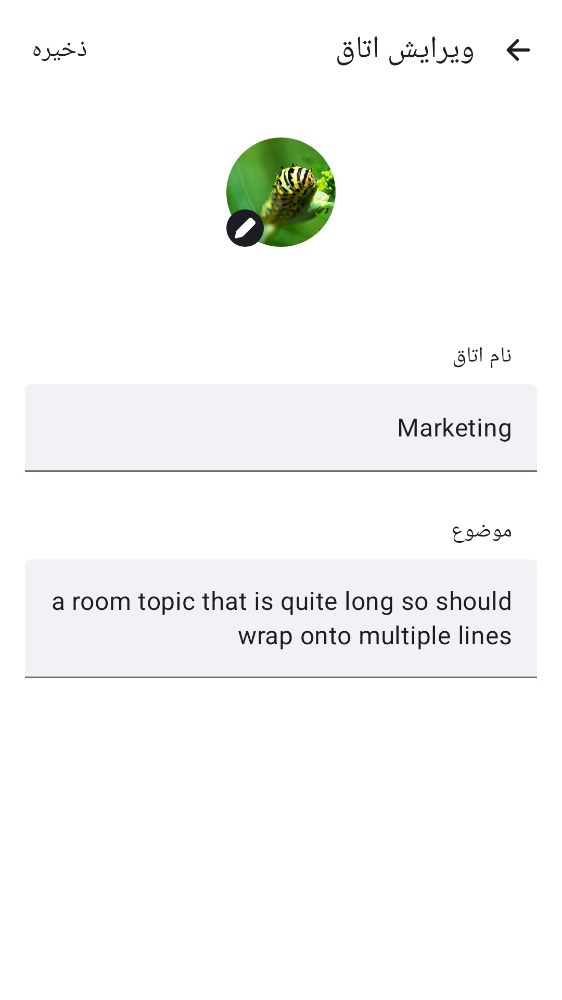 ویرایش اتاق
ذخیره
نام اتاق
Marketing
موضوع
a room topic that is quite long so should
wrap onto multiple lines